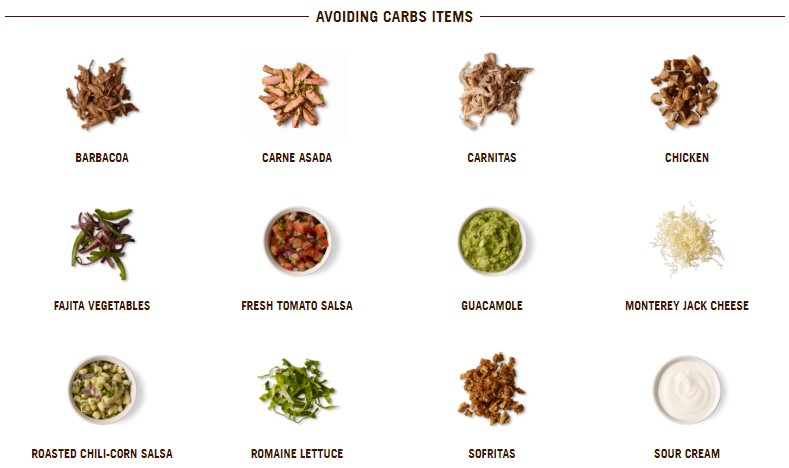 AVOIDING CARBS ITEMS
BARBACOA
CARNE ASADA
CARNITAS
CHICKEN
FAJITA VEGETABLES
FRESH TOMATO SALSA
GUACAMOLE
MONTEREY JACK CHEESE
ROASTED CHILI-CORN SALSA
ROMAINE LETTUCE
SOFRITAS
SOUR CREAM